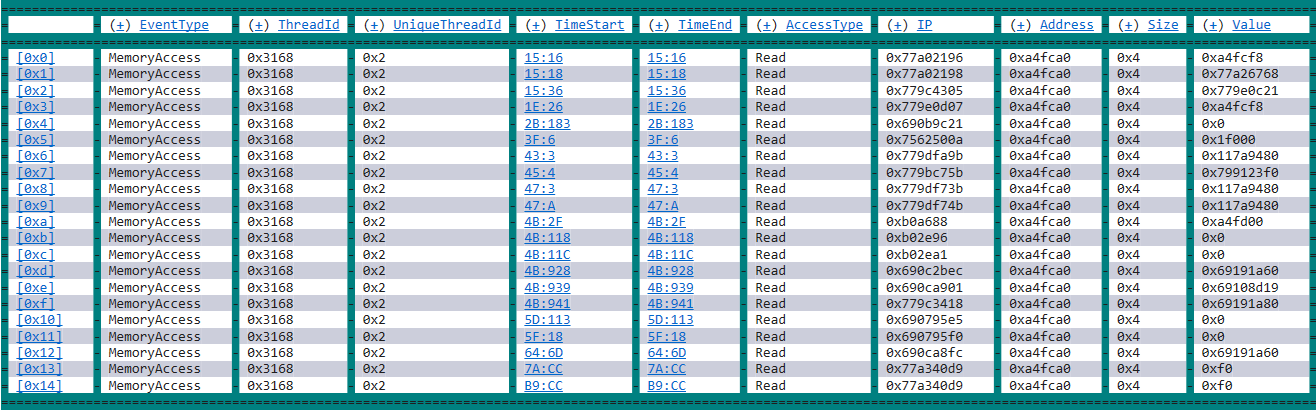 (+) EventType (+) ThreadId (+) UniqueThreadId (+) TimeStart (+) TimeEnd (+) AccessType (+) IP (+) Address (+) Size (+) Value
[0x0] MemoryAccess 0x3168 0x2 15:16 15:16 Read 0x77a02196 0xa4fca0 0x4 0xa4fcf8
[0x1] MemoryAccess 0x3168 0x2 15:18 15:18 Read 0x77a02198 0xa4fca0 0x4 0x77a26768
[0x2] MemoryAccess 0x3168 0x2 15:36 15:36 Read 0x779c4305 0xa4fca0 0x4 0x779e0c21
[0x3] MemoryAccess 0x3168 0x2 1E:26 1E:26 Read 0x779e0d07 0xa4fca0 0x4 0xa4fcf8
[0x4] MemoryAccess 0x3168 0x2 2B:183 2B:183 Read 0x690b9c21 0xa4fca0 0x4 0x0
[0x5] MemoryAccess 0x3168 0x2 3F:6 3F:6 Read 0x7562500a 0xa4fca0 0x4 0x1f000
[0x6] MemoryAccess 0x3168 0x2 43:3 43:3 Read 0x779dfa9b 0xa4fca0 0x4 0x117a9480
[0x7] MemoryAccess 0x3168 0x2 45:4 45:4 Read 0x779bc75b 0xa4fca0 0x4 0x799123f0
[0x8] MemoryAccess 0x3168 0x2 47:3 47:3 Read 0x779df73b 0xa4fca0 0x4 0x117a9480
[0x9] MemoryAccess 0x3168 0x2 47:A 47:A Read 0x779df74b 0xa4fca0 0x4 0x117a9480
[0xa] MemoryAccess 0x3168 0x2 4B:2F 4B:2F Read 0xb0a688 0xa4fca0 0x4 0xa4fd00
[0xb] MemoryAccess 0x3168 0x2 4B:118 4B:118 Read 0xb02e96 0xa4fca0 0x4 0x0
[0xc] MemoryAccess 0x3168 0x2 4B:11C 4B:11C Read 0xb02ea1 0xa4fca0 0x4 0x0
[0xd] MemoryAccess 0x3168 0x2 4B:928 4B:928 Read 0x690c2bec 0xa4fca0 0x4 0x69191a60
[0xe] MemoryAccess 0x3168 0x2 4B:939 4B:939 Read 0x690ca901 0xa4fca0 0x4 0x69108d19
[0xf] MemoryAccess 0x3168 0x2 4B:941 4B:941 Read 0x779c3418 0xa4fca0 0x4 0x69191a80
[0x10] MemoryAccess 0x3168 0x2 5D:113 5D:113 Read 0x690795e5 0xa4fca0 0x4 0x0
[0x11] MemoryAccess 0x3168 0x2 5F:18 5F:18 Read 0x690795f0 0xa4fca0 0x4 0x0
[0x12] MemoryAccess 0x3168 0x2 64:6D 64:6D Read 0x690ca8fc 0xa4fca0 0x4 0x69191a60
[0x13] MemoryAccess 0x3168 0x2 7A:CC 7A:CC Read 0x77a340d9 0xa4fca0 0x4 0xf0
[0x14] MemoryAccess 0x3168 0x2 B9:CC B9:CC Read 0x77a340d9 0xa4fca0 0x4 0xf0